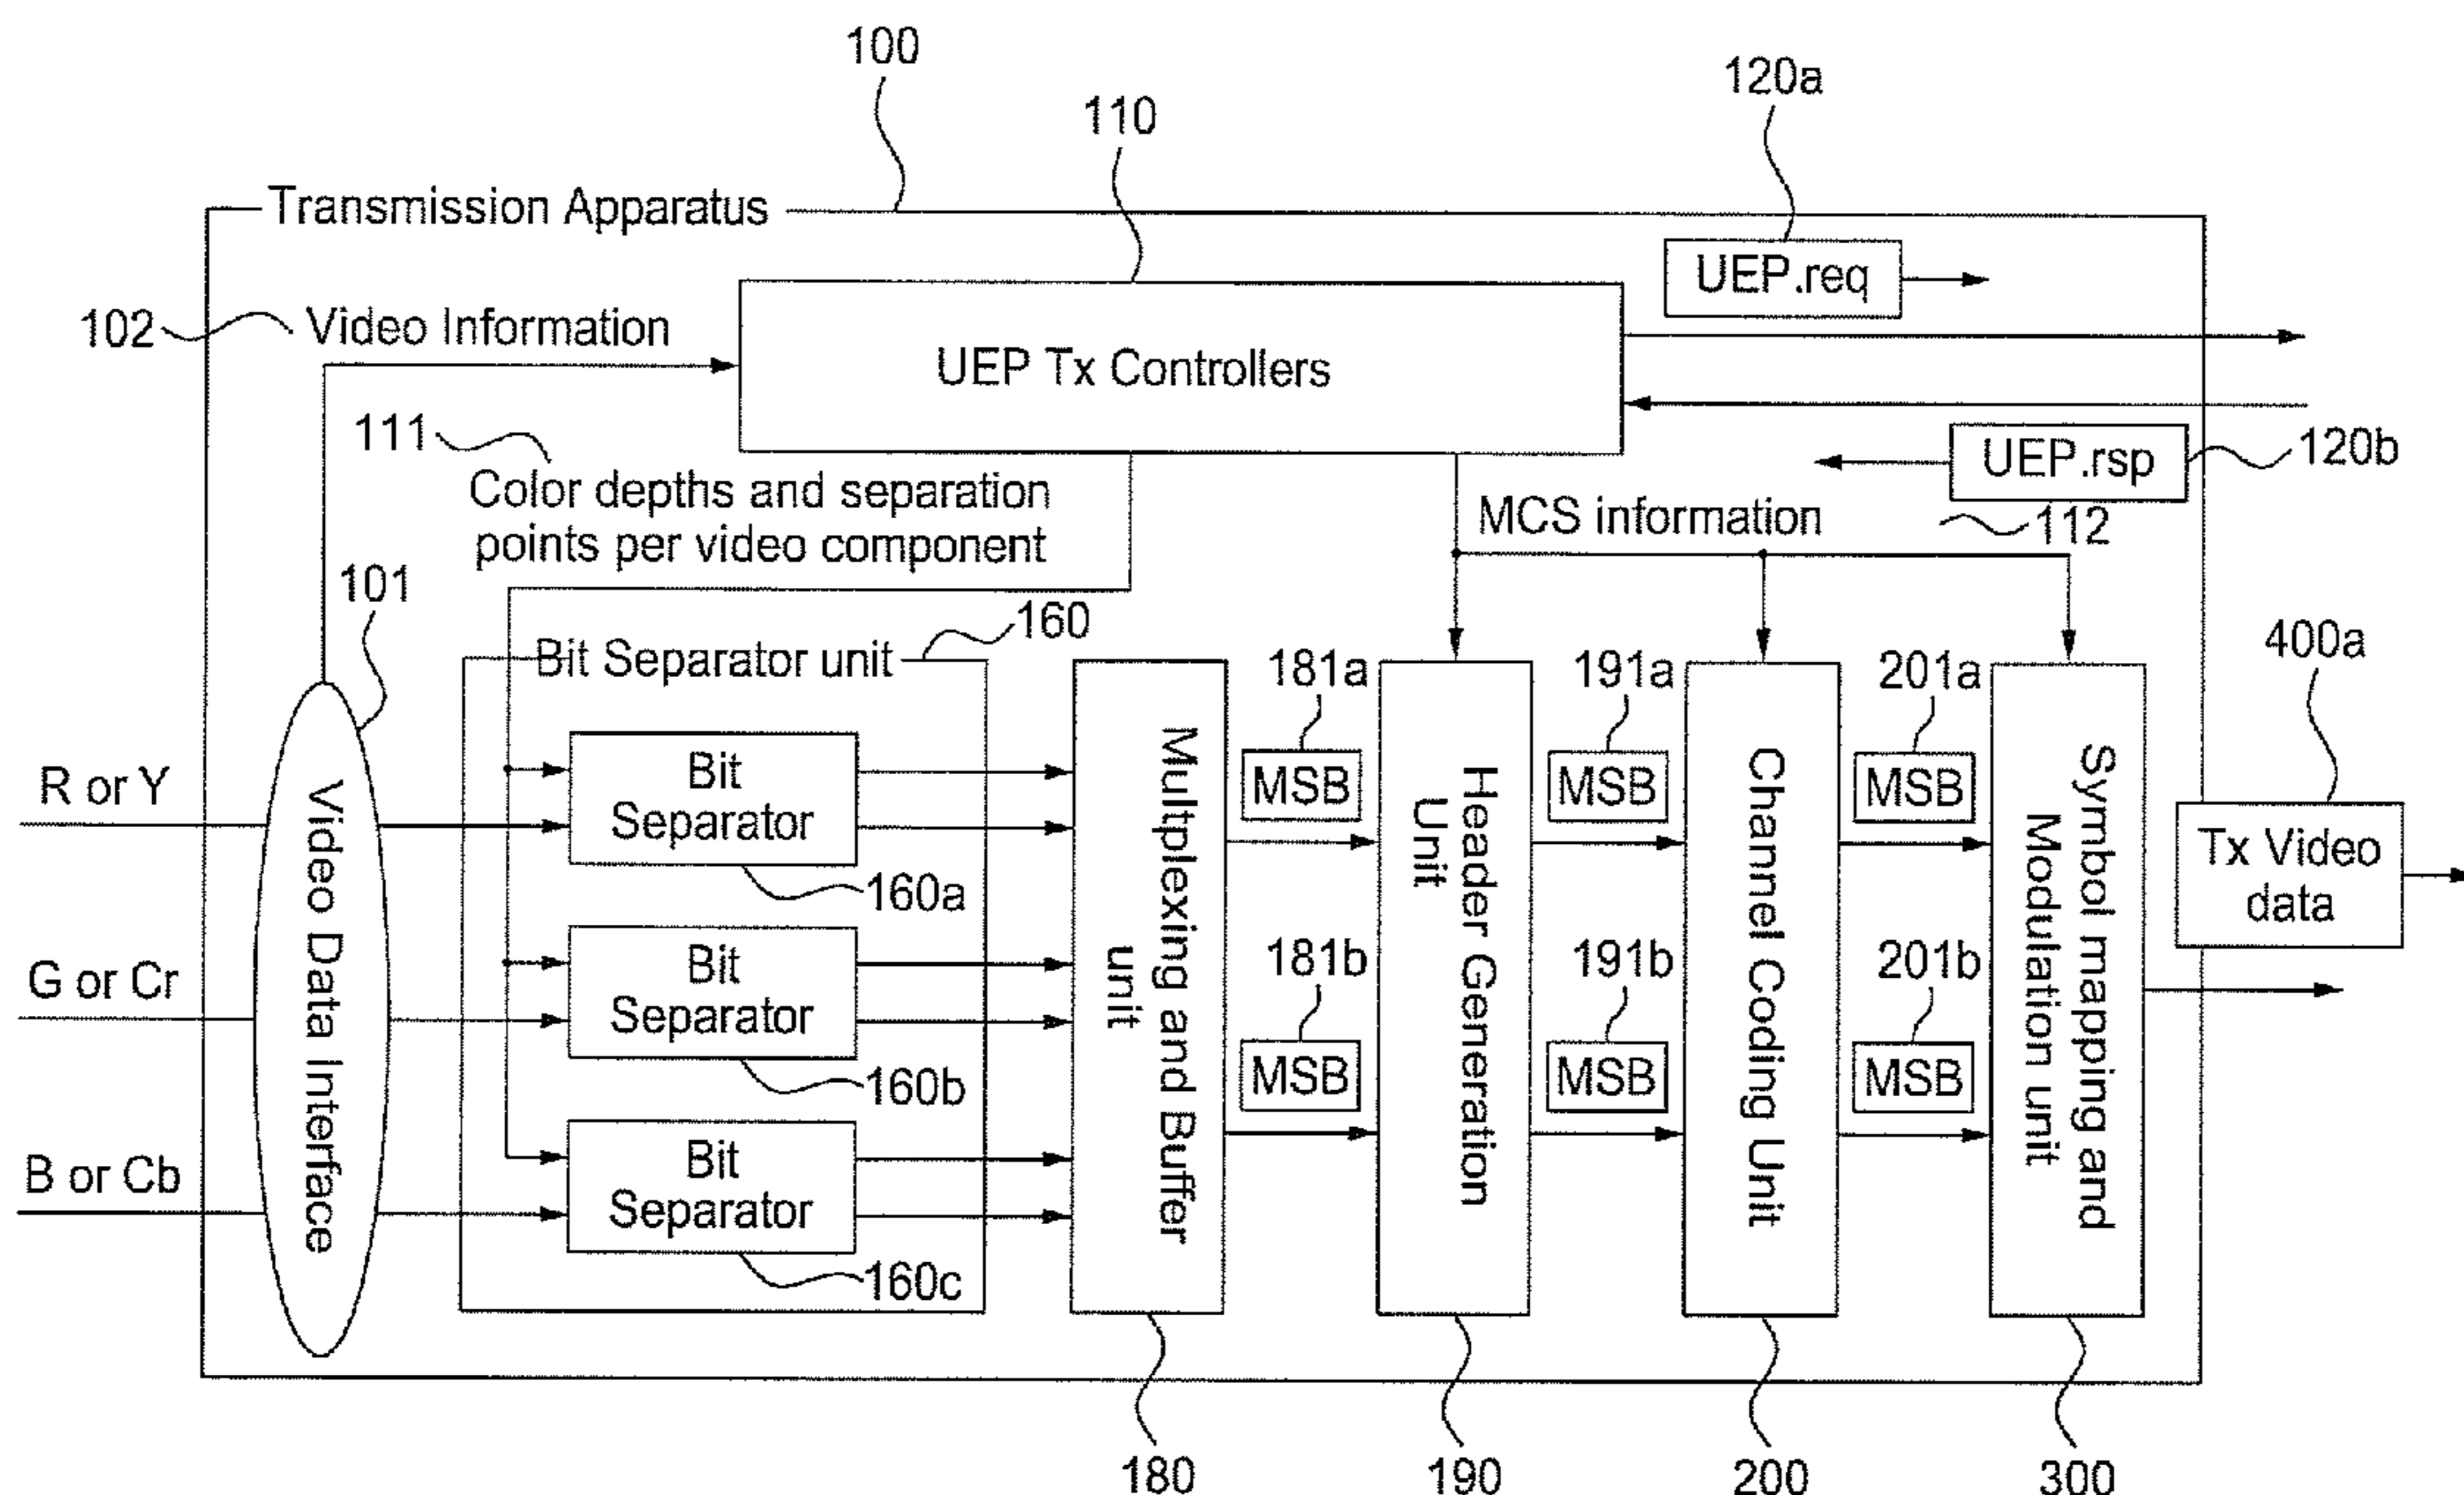 100
120a
110
Transmission Apparatus
UEP.req
102
Video Information
UEP Tx Controllers
111
UEP.rsp
120b
Color depths and separation
points per video component
MCS information
112
101
160
Bit Separator unit
181a
191a
201a
400a
R or Y
Bit
Separator
160a
MSB
MSB
MSB
Tx Video
data
G or Cr
Bit
Separator
160b
181b
191b
201b
MSB
MSB
MSB
B or Cb
Bit
Separator
160c
Video Data Interface
Multplexing and Buffer
unit
Header Generation
Unit
Channel Coding Unit
Symbol mapping and
Modulation unit
180
190
200
300